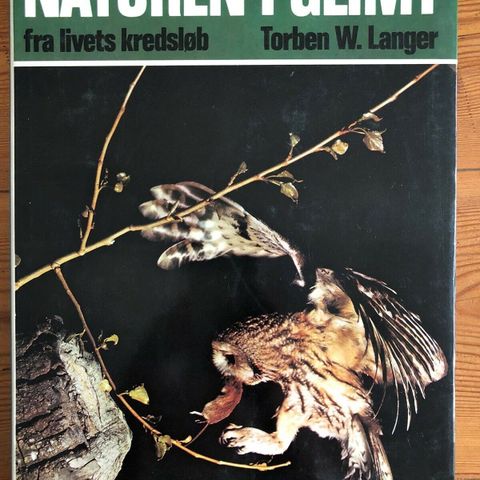 NATUREN I GLIMT
fra livets kredsløb Torben W. Langer